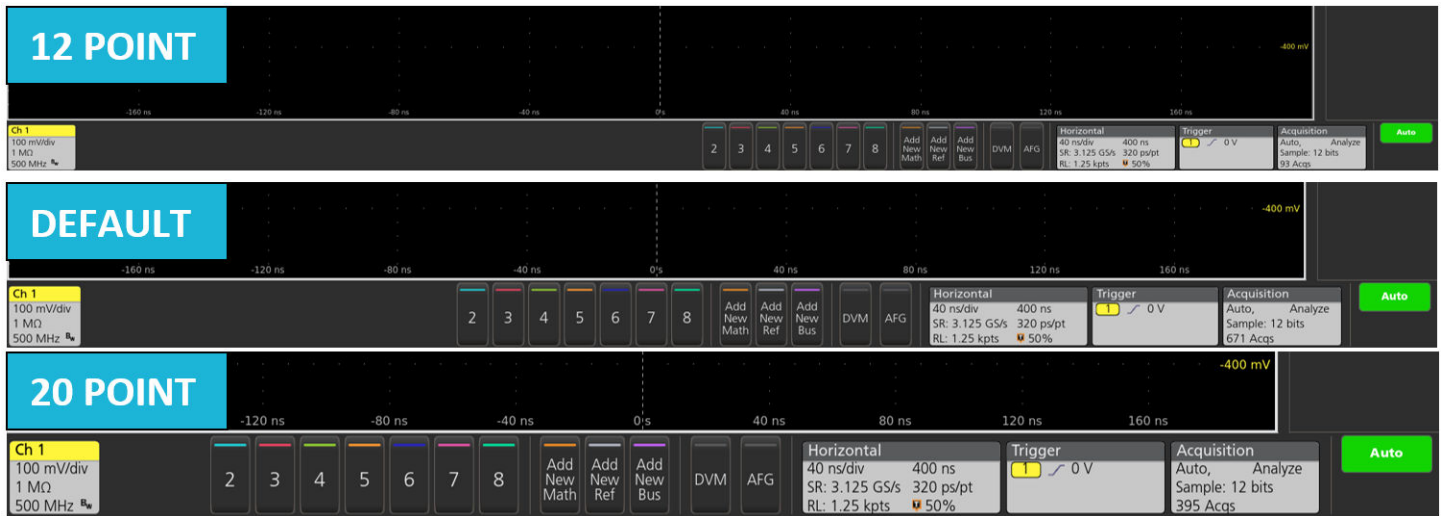 12 POINT
-400 mV
-160 ns -120 ns -80 ns -40 ns 0 s 40 ns 80 ns 120 ns 160 ns
Ch 1
100 mV/div
1 MΩ
500 MHz Bw
2 3 4 5 6 7 8
Add New Math
Add New Ref
Add New Bus
DVM AFG
Horizontal
40 ns/div 400 ns
SR: 3.125 GS/s 320 ps/pt
RL: 1.25 kpts 50%
Trigger
1 0 V
Acquisition
Auto, Analyze
Sample: 12 bits
93 Acqs
Auto
DEFAULT
-400 mV
-160 ns -120 ns -80 ns -40 ns 0 s 40 ns 80 ns 120 ns 160 ns
Ch 1
100 mV/div
1 MΩ
500 MHz Bw
2 3 4 5 6 7 8
Add New Math
Add New Ref
Add New Bus
DVM AFG
Horizontal
40 ns/div 400 ns
SR: 3.125 GS/s 320 ps/pt
RL: 1.25 kpts 50%
Trigger
1 0 V
Acquisition
Auto, Analyze
Sample: 12 bits
671 Acqs
Auto
20 POINT
-400 mV
-120 ns -80 ns -40 ns 0 s 40 ns 80 ns 120 ns 160 ns
Ch 1
100 mV/div
1 MΩ
500 MHz Bw
2 3 4 5 6 7 8
Add New Math
Add New Ref
Add New Bus
DVM AFG
Horizontal
40 ns/div 400 ns
SR: 3.125 GS/s 320 ps/pt
RL: 1.25 kpts 50%
Trigger
1 0 V
Acquisition
Auto, Analyze
Sample: 12 bits
395 Acqs
Auto